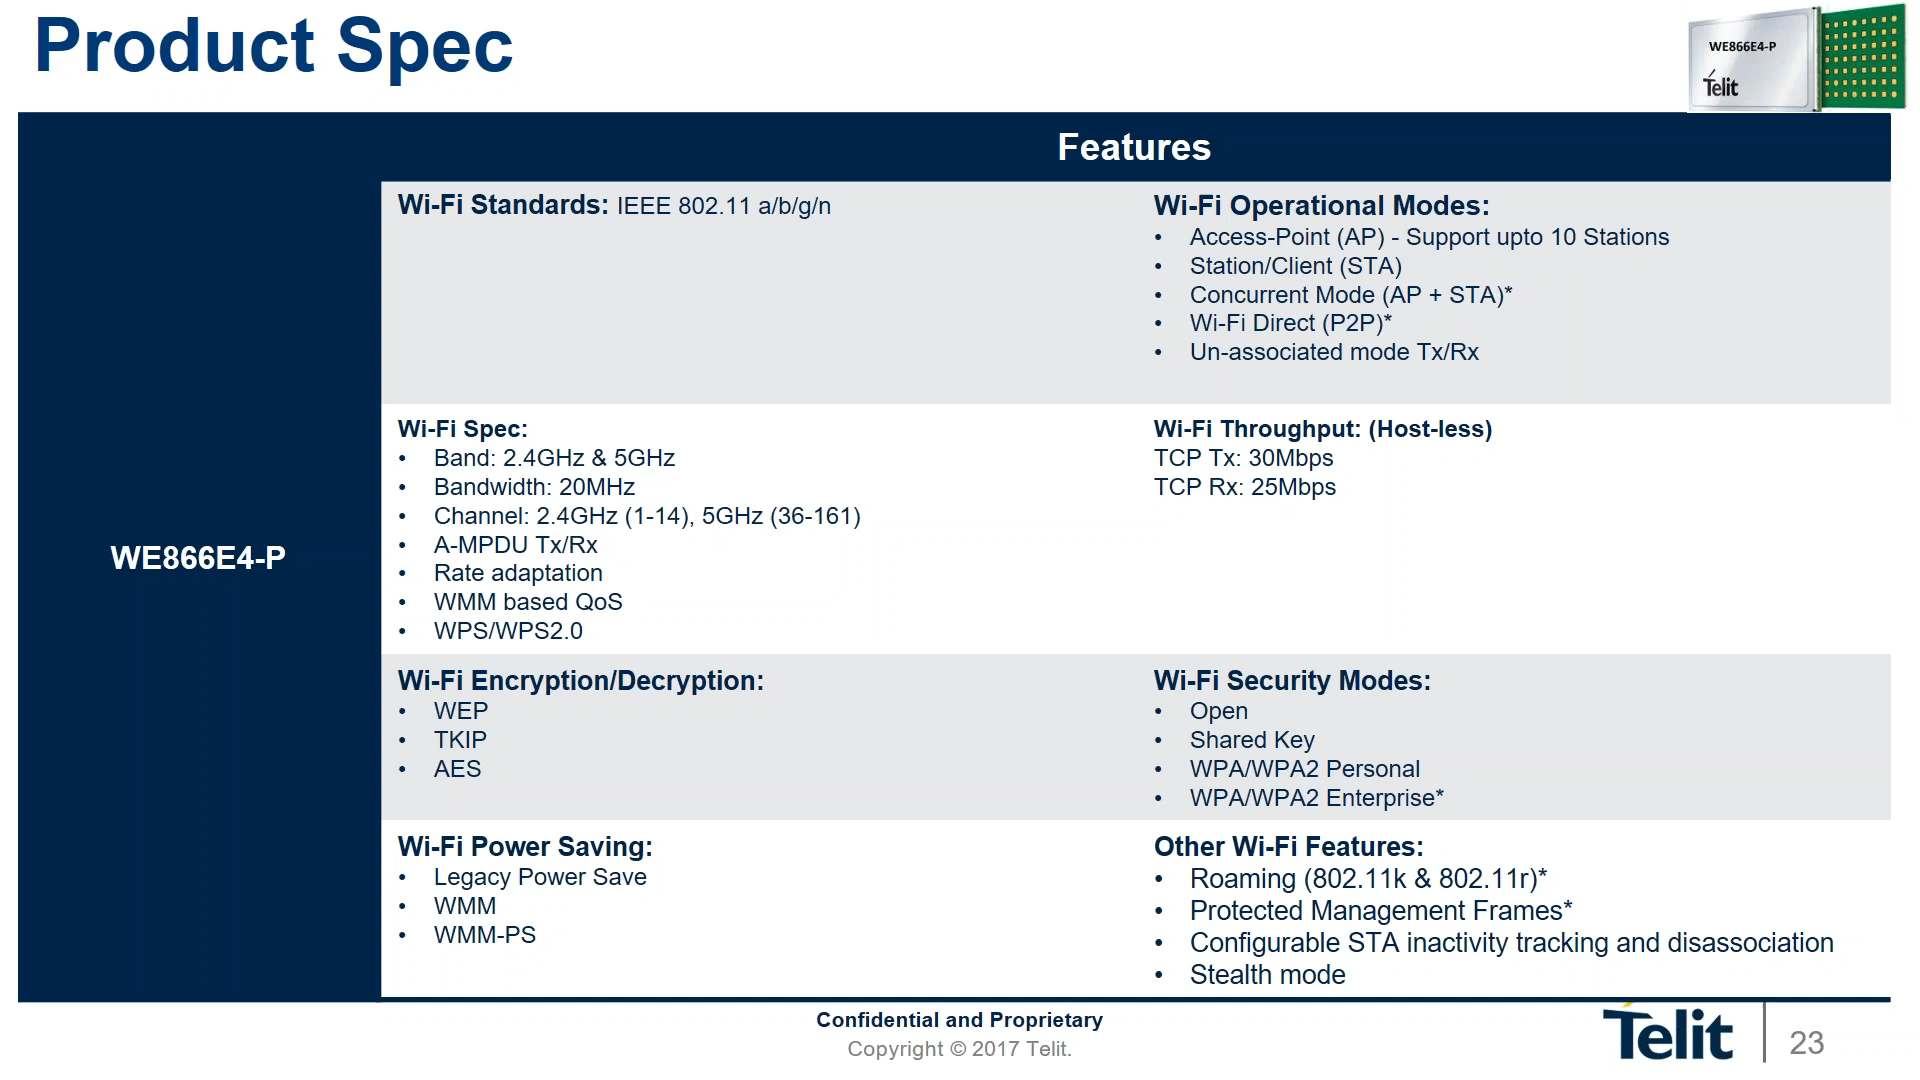 Product Spec
WE866E4-P
Telit
Features
WE866E4-P
Wi-Fi Standards: IEEE 802.11 a/b/g/n
Wi-Fi Operational Modes:
• Access-Point (AP) - Support upto 10 Stations
• Station/Client (STA)
• Concurrent Mode (AP + STA)*
• Wi-Fi Direct (P2P)*
• Un-associated mode Tx/Rx
Wi-Fi Spec:
• Band: 2.4GHz & 5GHz
• Bandwidth: 20MHz
• Channel: 2.4GHz (1-14), 5GHz (36-161)
• A-MPDU Tx/Rx
• Rate adaptation
• WMM based QoS
• WPS/WPS2.0
Wi-Fi Throughput: (Host-less)
TCP Tx: 30Mbps
TCP Rx: 25Mbps
Wi-Fi Encryption/Decryption:
• WEP
• TKIP
• AES
Wi-Fi Security Modes:
• Open
• Shared Key
• WPA/WPA2 Personal
• WPA/WPA2 Enterprise*
Wi-Fi Power Saving:
• Legacy Power Save
• WMM
• WMM-PS
Other Wi-Fi Features:
• Roaming (802.11k & 802.11r)*
• Protected Management Frames*
• Configurable STA inactivity tracking and disassociation
• Stealth mode
Confidential and Proprietary
Copyright © 2017 Telit.
Telit
23